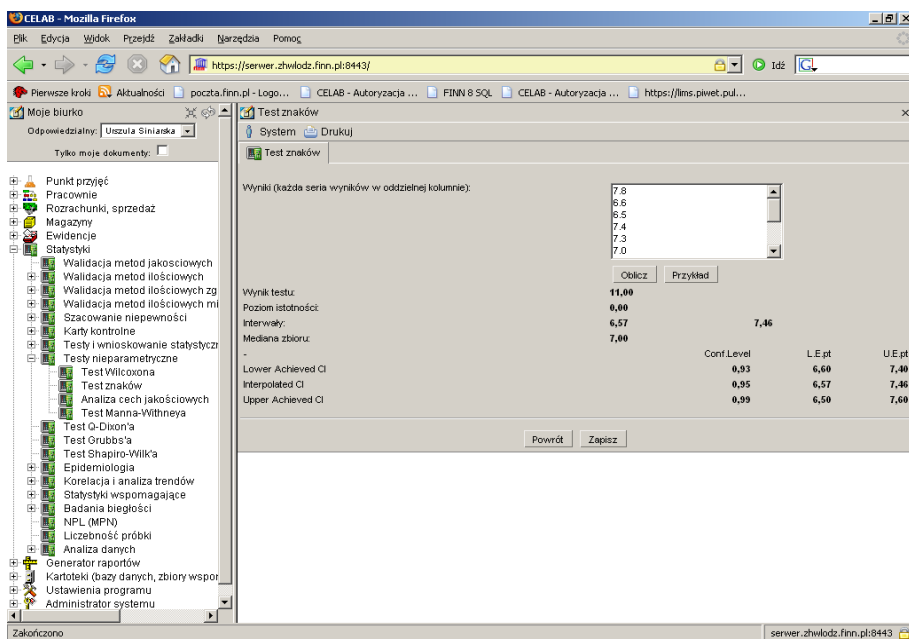 CELAB - Mozilla Firefox
Plik Edycja Widok Przejdź Zakładki Narzędzia Pomoc
https://serwer.zhwlodz.finn.pl:8443/
Idź
Pierwsze kroki Aktualności poczta.finn.pl - Logo... CELAB - Autoryzacja ... FINN 8 SQL CELAB - Autoryzacja ... https://lims.piwet.pul...
Moje biurko
Odpowiedzialny: Urszula Siniarska
Tylko moje dokumenty:
Punkt przyjęć
Pracownie
Rozrachunki, sprzedaż
Magazyny
Ewidencje
Statystyki
Walidacja metod jakosciowych
Walidacja metod ilościowych
Walidacja metod ilościowych zg
Walidacja metod ilościowych mi
Szacowanie niepewności
Karty kontrolne
Testy i wnioskowanie statystyczr
Testy nieparametryczne
Test Wilcoxona
Test znaków
Analiza cech jakościowych
Test Manna-Withneya
Test Q-Dixon'a
Test Grubbs'a
Test Shapiro-Wilk'a
Epidemiologia
Korelacja i analiza trendów
Statystyki wspomagające
Badania biegłości
NPL (MPN)
Liczebność próbki
Analiza danych
Generator raportów
Kartoteki (bazy danych, zbiory wspor
Ustawienia programu
Administrator systemu
Test znaków
System Drukuj
Test znaków
Wyniki (każda seria wyników w oddzielnej kolumnie):
7.8
6.6
6.5
7.4
7.3
7.0
Oblicz Przykład
Wynik testu: 11,00
Poziom istotności: 0,00
Interwały: 6,57 7,46
Mediana zbioru: 7,00
- Conf.Level L.E.pt U.E.pt
Lower Achieved CI 0,93 6,60 7,40
Interpolated CI 0,95 6,57 7,46
Upper Achieved CI 0,99 6,50 7,60
Powrót Zapisz
Zakończono serwer.zhwlodz.finn.pl:8443